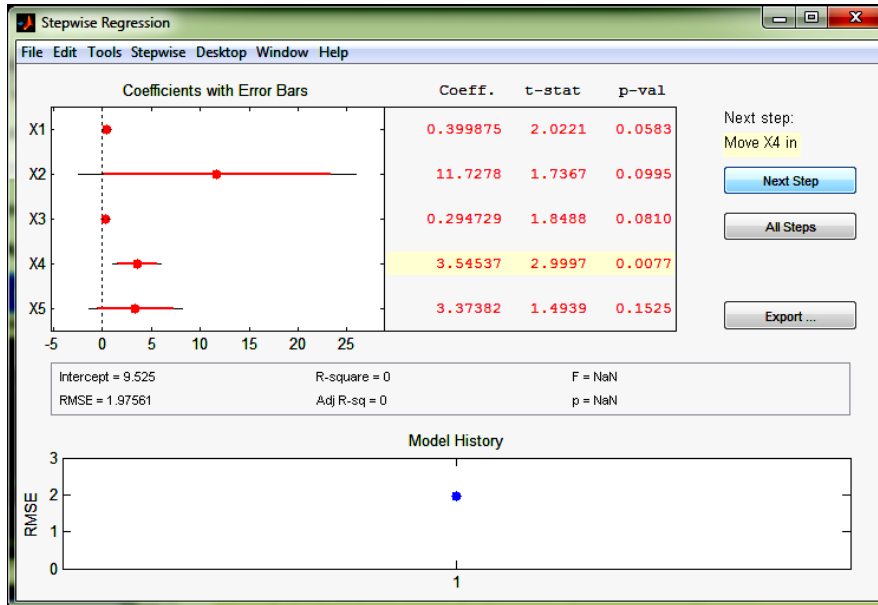 Stepwise Regression
File Edit Tools Stepwise Desktop Window Help
Coefficients with Error Bars
Coeff. t-stat p-val
X1 0.399875 2.0221 0.0583
X2 11.7278 1.7367 0.0995
X3 0.294729 1.8488 0.0810
X4 3.54537 2.9997 0.0077
X5 3.37382 1.4939 0.1525
-5 0 5 10 15 20 25
Next step:
Move X4 in
Next Step
All Steps
Export ...
Intercept = 9.525 R-square = 0 F = NaN
RMSE = 1.97561 Adj R-sq = 0 p = NaN
Model History
RMSE
3
2
1
0
1